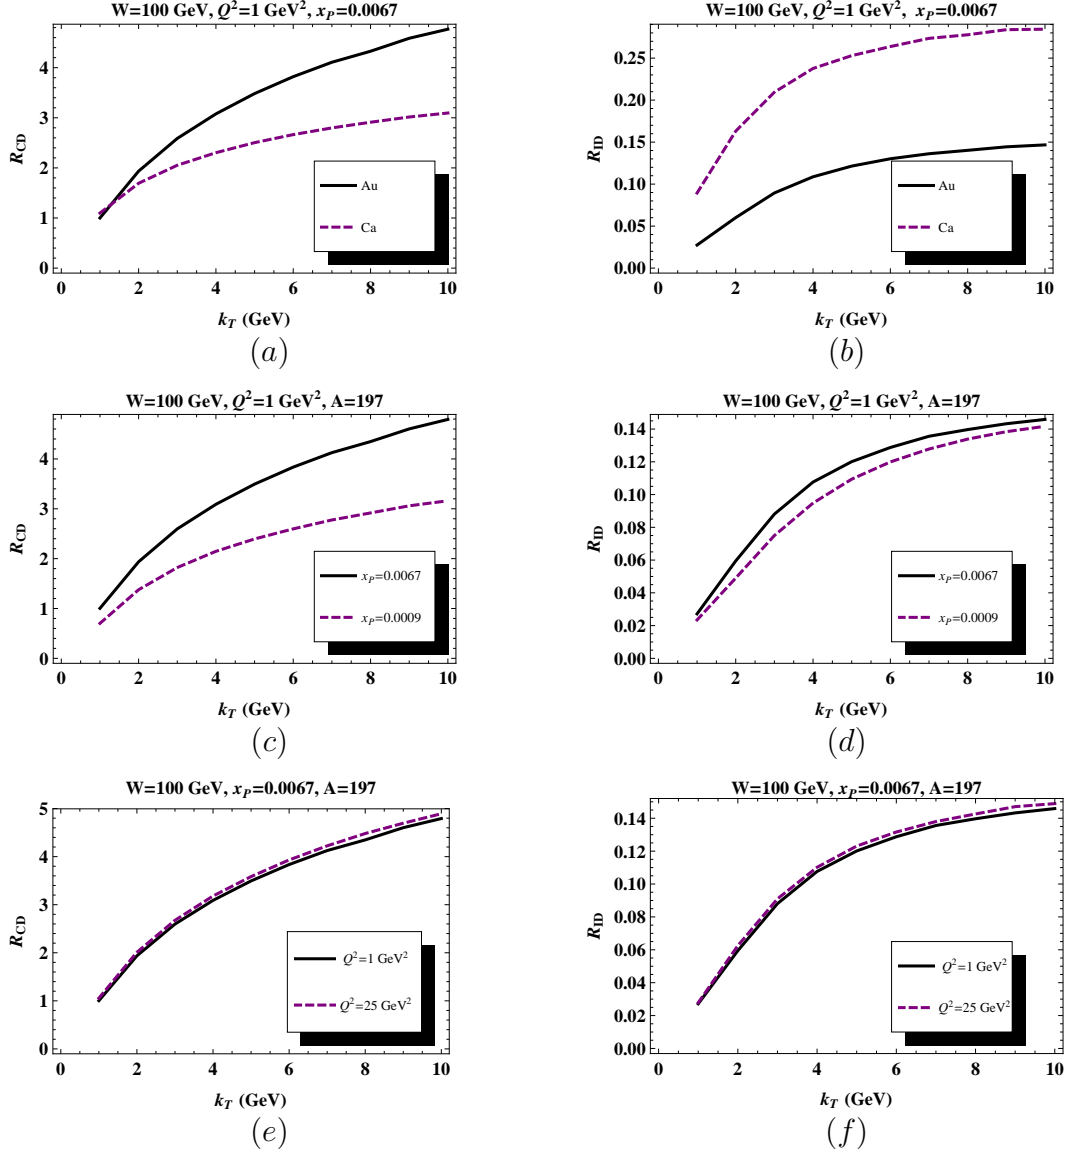 W=100 GeV, Q²=1 GeV², x_P=0.0067
R_CD
4
3
2
1
0
Au
Ca
0 2 4 6 8 10
k_T (GeV)
(a)
W=100 GeV, Q²=1 GeV², x_P=0.0067
R_ID
0.25
0.20
0.15
0.10
0.05
0.00
Au
Ca
0 2 4 6 8 10
k_T (GeV)
(b)
W=100 GeV, Q²=1 GeV², A=197
R_CD
4
3
2
1
0
x_P=0.0067
x_P=0.0009
0 2 4 6 8 10
k_T (GeV)
(c)
W=100 GeV, Q²=1 GeV², A=197
R_ID
0.14
0.12
0.10
0.08
0.06
0.04
0.02
0.00
x_P=0.0067
x_P=0.0009
0 2 4 6 8 10
k_T (GeV)
(d)
W=100 GeV, x_P=0.0067, A=197
R_CD
5
4
3
2
1
0
Q²=1 GeV²
Q²=25 GeV²
0 2 4 6 8 10
k_T (GeV)
(e)
W=100 GeV, x_P=0.0067, A=197
R_ID
0.14
0.12
0.10
0.08
0.06
0.04
0.02
0.00
Q²=1 GeV²
Q²=25 GeV²
0 2 4 6 8 10
k_T (GeV)
(f)